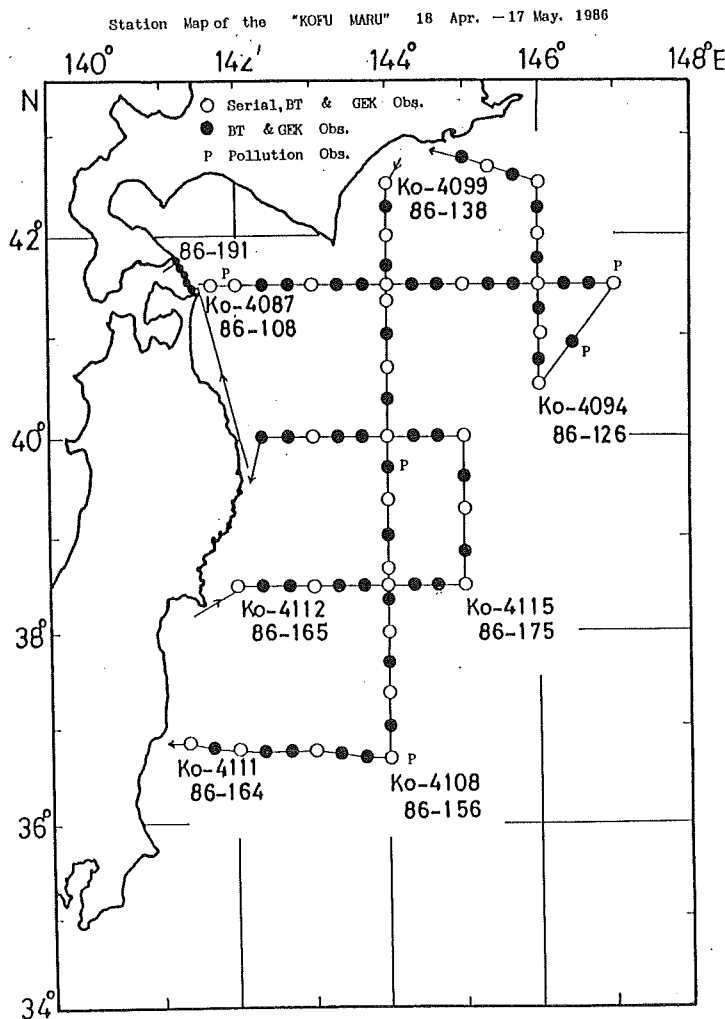 Station Map of the "KOFU MARU" 18 Apr. —17 May. 1986
140° 142' 144° 146° 148°E
N
○ Serial, BT & GEK Obs.
● BT & GEK Obs.
P Pollution Obs.
Ko-4099
86-138
42°
86-191
P
P
Ko-4087
86-108
P
Ko-4094
86-126
40°
P
Ko-4112
86-165
Ko-4115
86-175
38°
Ko-4111
86-164
Ko-4108
86-156
P
36°
34°